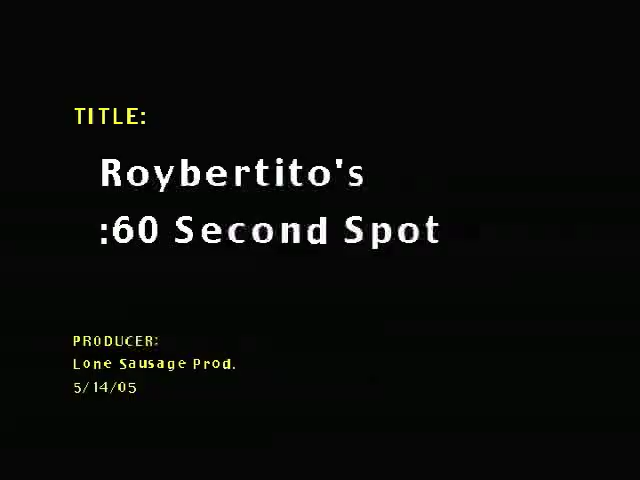 TITLE:
Roybertito's
:60 Second Spot
PRODUCER:
Lone Sausage Prod.
5/14/05